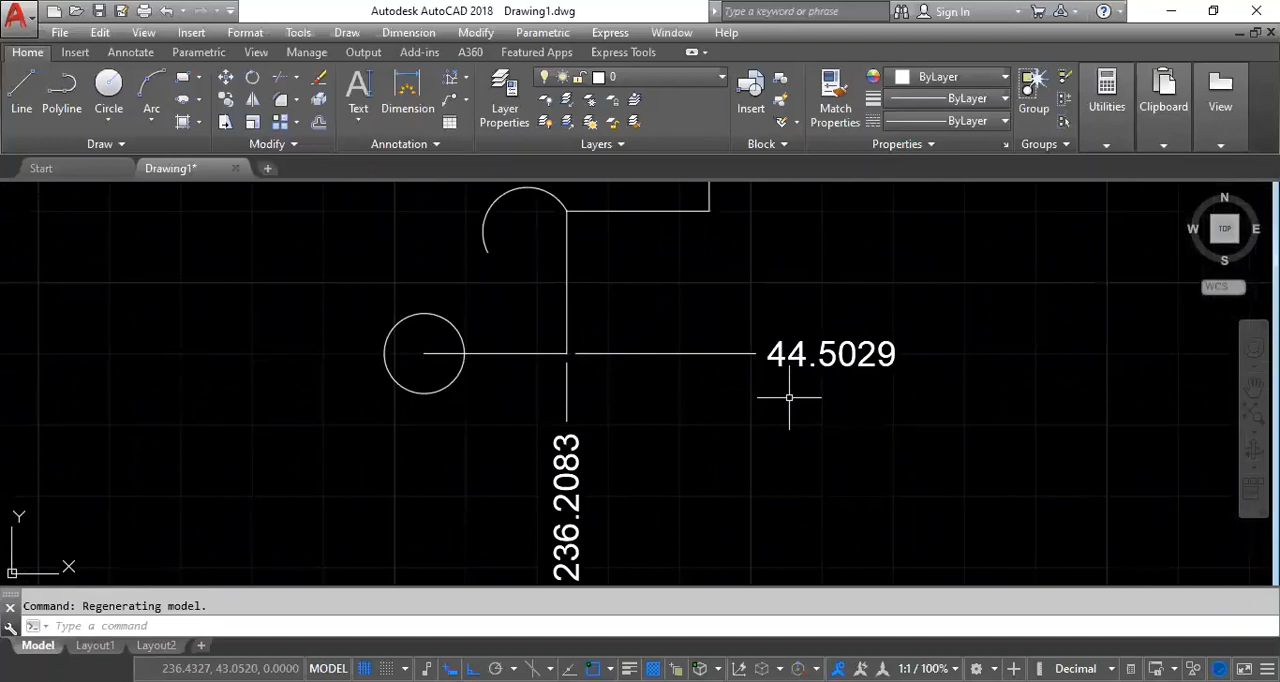 Autodesk AutoCAD 2018 Drawing1.dwg Type a keyword or phrase Sign In
File Edit View Insert Format Tools Draw Dimension Modify Parametric Express Window Help
Home Insert Annotation Parametric View Manage Output Add-ins A360 Featured Apps Express Tools
0 ByLayer
Line Polyline Circle Arc Text Dimension Layer Properties Insert Match Properties ByLayer Group Utilities Clipboard View
ByLayer
Draw Modify Annotation Layers Block Properties Groups
Start Drawing1* +
N
W TOP E
S
WCS
44.5029
236.2083
Y
X
Command: Regenerating model.
Type a command
Model Layout1 Layout2 +
236.4327, 43.0520, 0.0000 MODEL 1:1 / 100% Decimal